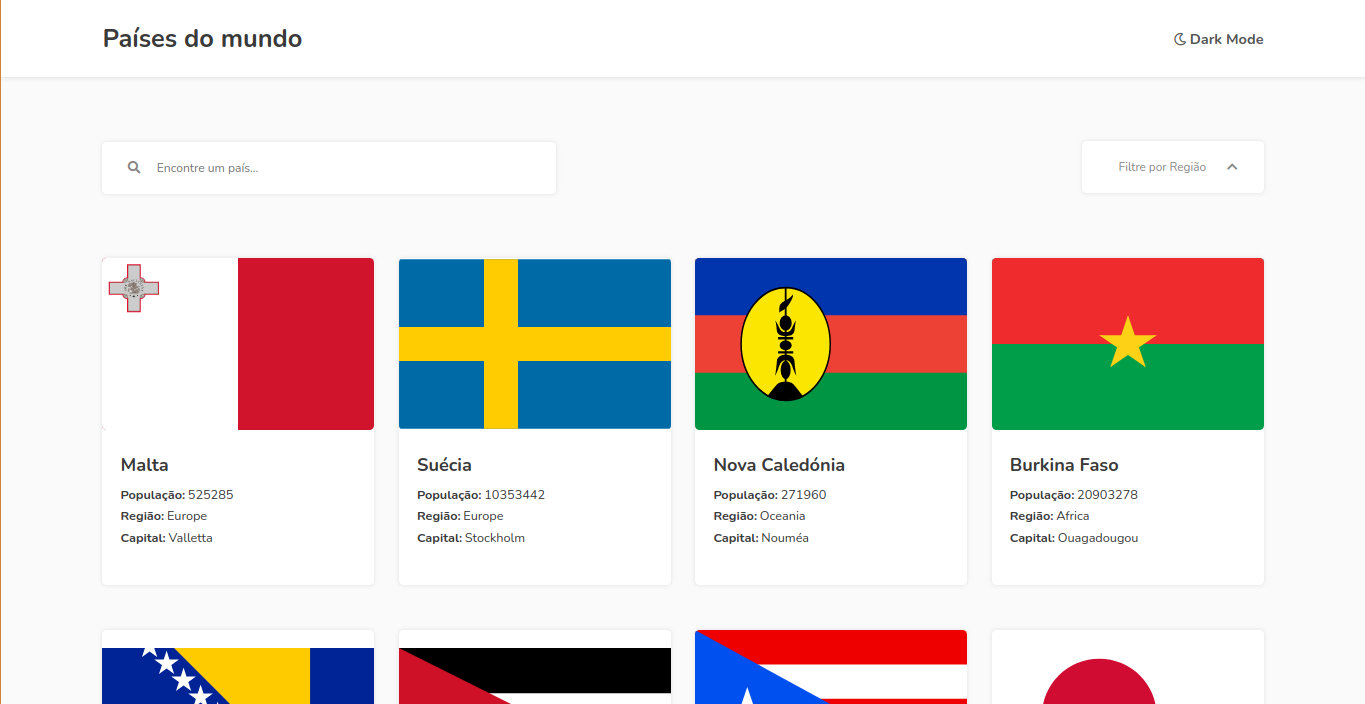 Países do mundo
Dark Mode
Encontre um país...
Filtre por Região
Malta
População: 525285
Região: Europe
Capital: Valletta
Suécia
População: 10353442
Região: Europe
Capital: Stockholm
Nova Caledónia
População: 271960
Região: Oceania
Capital: Nouméa
Burkina Faso
População: 20903278
Região: Africa
Capital: Ouagadougou